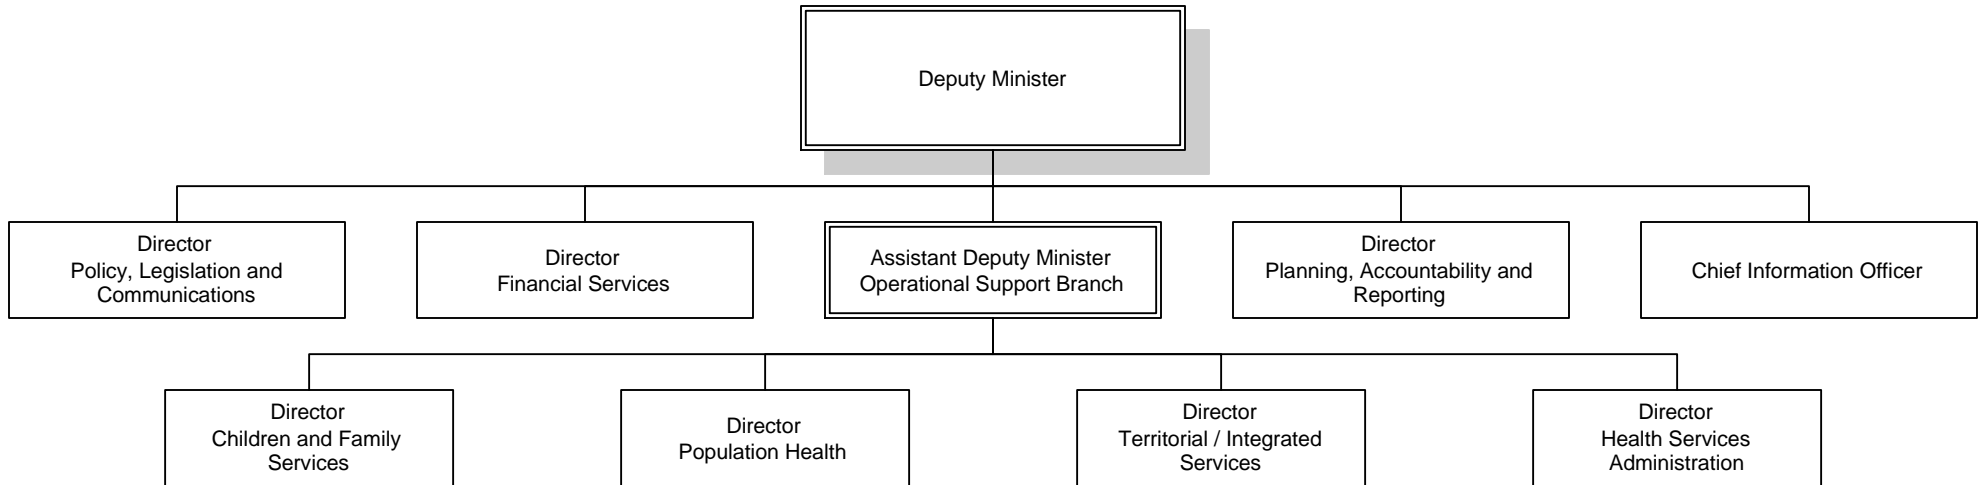 Deputy Minister
Director
Policy, Legislation and
Communications
Director
Financial Services
Assistant Deputy Minister
Operational Support Branch
Director
Planning, Accountability and
Reporting
Chief Information Officer
Director
Children and Family
Services
Director
Population Health
Director
Territorial / Integrated
Services
Director
Health Services
Administration